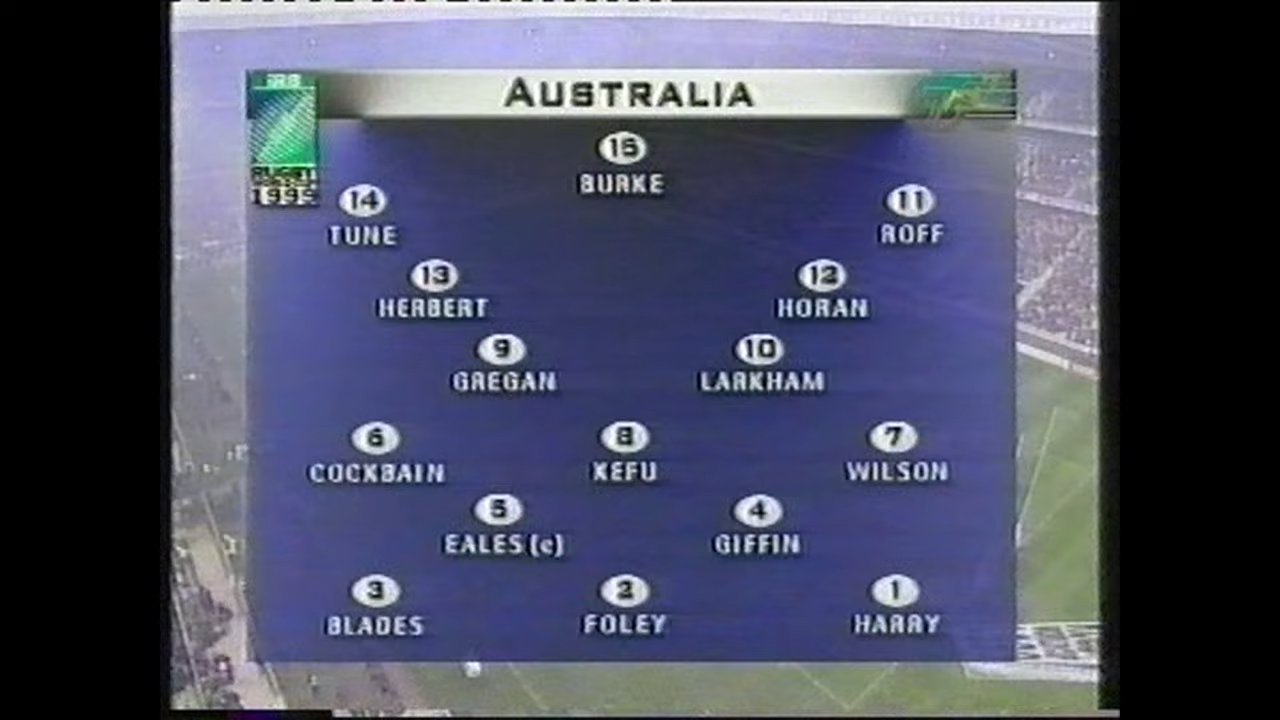 AUSTRALIA
15
BURKE
14
TUNE
11
ROFF
13
HERBERT
12
HORAN
9
GREGAN
10
LARKHAM
6
COCKBAIN
8
KEFU
7
WILSON
5
EALES (c)
4
GIFFIN
3
BLADES
2
FOLEY
1
HARRY
1999